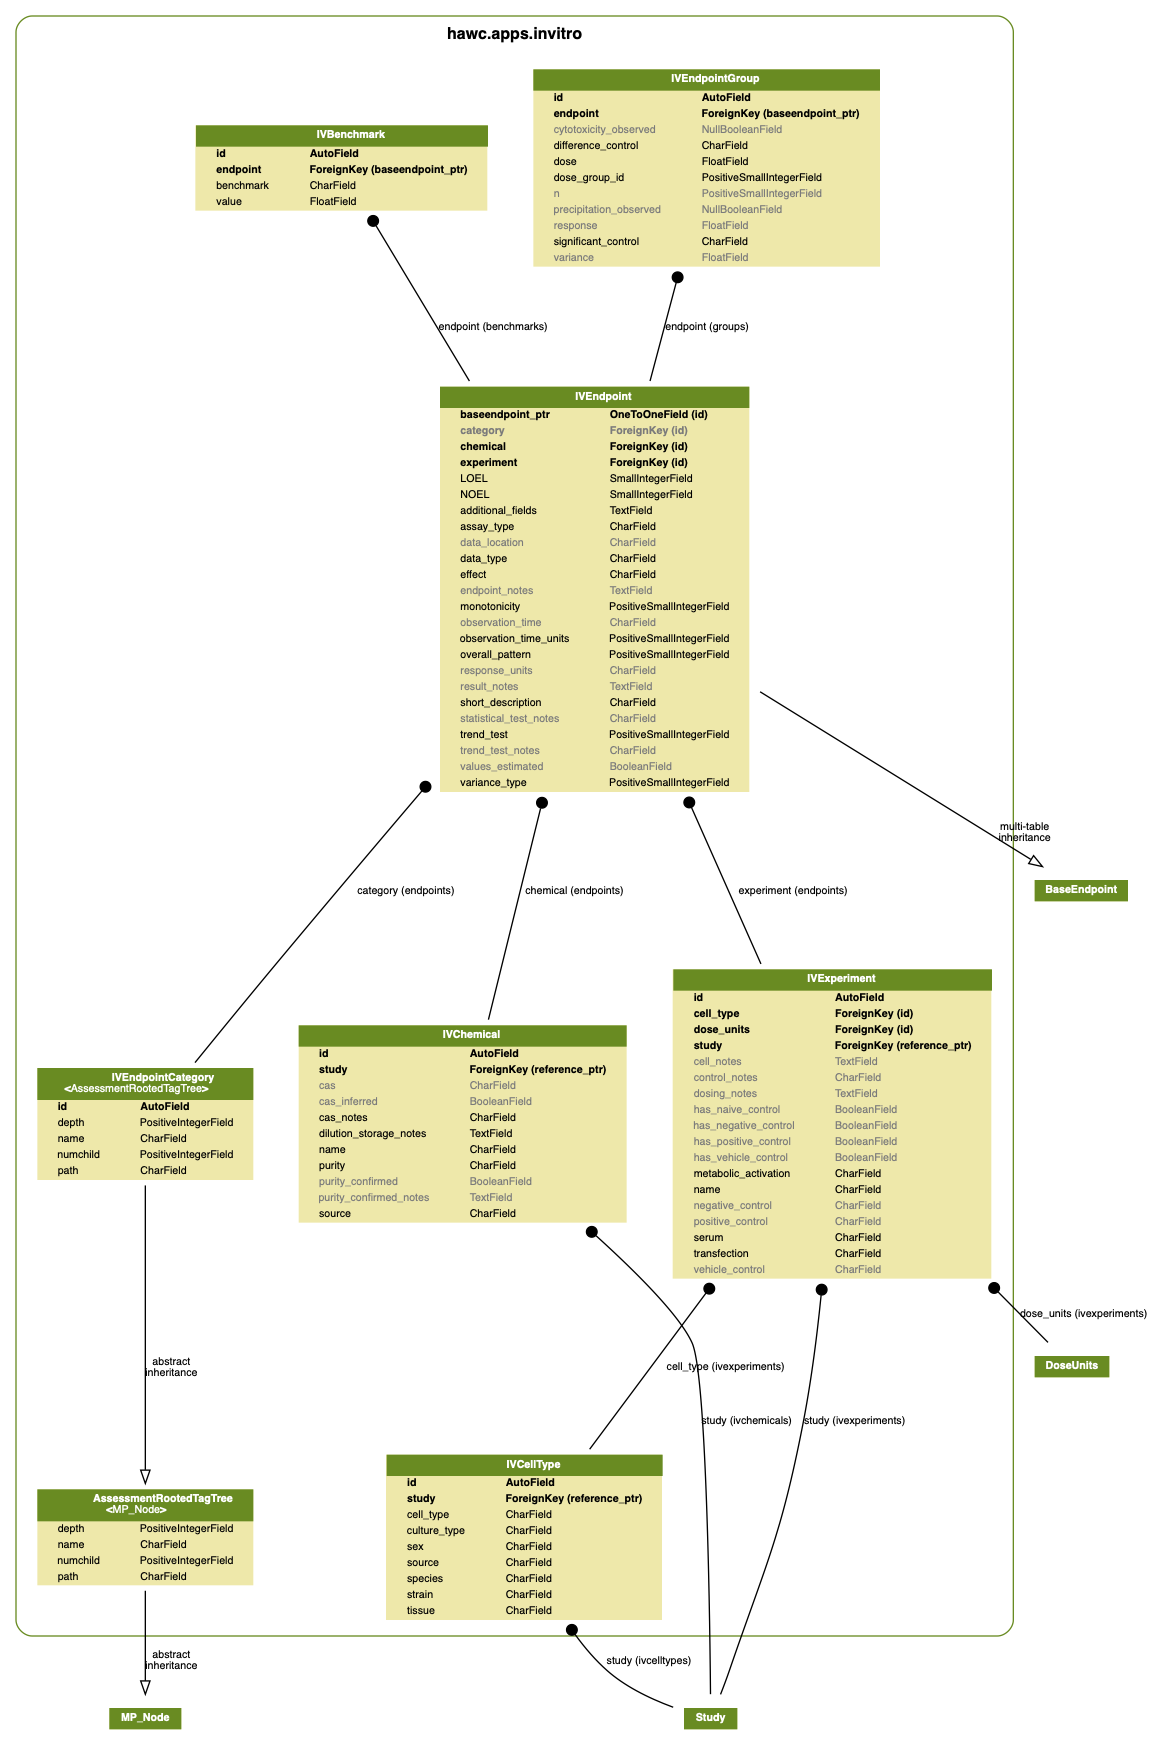 hawc.apps.invitro
IVEndpointGroup
id AutoField
endpoint ForeignKey (baseendpoint_ptr)
cytotoxicity_observed NullBooleanField
difference_control CharField
dose FloatField
dose_group_id PositiveSmallIntegerField
n PositiveSmallIntegerField
precipitation_observed NullBooleanField
response FloatField
significant_control CharField
variance FloatField
IVBenchmark
id AutoField
endpoint ForeignKey (baseendpoint_ptr)
benchmark CharField
value FloatField
endpoint (benchmarks)
endpoint (groups)
IVEndpoint
baseendpoint_ptr OneToOneField (id)
category ForeignKey (id)
chemical ForeignKey (id)
experiment ForeignKey (id)
LOEL SmallIntegerField
NOEL SmallIntegerField
additional_fields TextField
assay_type CharField
data_location CharField
data_type CharField
effect CharField
endpoint_notes TextField
monotonicity PositiveSmallIntegerField
observation_time CharField
observation_time_units PositiveSmallIntegerField
overall_pattern PositiveSmallIntegerField
response_units CharField
result_notes TextField
short_description CharField
statistical_test_notes CharField
trend_test PositiveSmallIntegerField
trend_test_notes CharField
values_estimated BooleanField
variance_type PositiveSmallIntegerField
multi-table
inheritance
BaseEndpoint
category (endpoints)
chemical (endpoints)
experiment (endpoints)
IVExperiment
id AutoField
cell_type ForeignKey (id)
dose_units ForeignKey (id)
study ForeignKey (reference_ptr)
cell_notes TextField
control_notes CharField
dosing_notes TextField
has_naive_control BooleanField
has_negative_control BooleanField
has_positive_control BooleanField
has_vehicle_control BooleanField
metabolic_activation CharField
name CharField
negative_control CharField
positive_control CharField
serum CharField
transfection CharField
vehicle_control CharField
IVChemical
id AutoField
study ForeignKey (reference_ptr)
cas CharField
cas_inferred BooleanField
cas_notes CharField
dilution_storage_notes TextField
name CharField
purity CharField
purity_confirmed BooleanField
purity_confirmed_notes TextField
source CharField
IVEndpointCategory
<AssessmentRootedTagTree>
id AutoField
depth PositiveIntegerField
name CharField
numchild PositiveIntegerField
path CharField
dose_units (ivexperiments)
DoseUnits
abstract
inheritance
cell_type (ivexperiments)
study (ivchemicals)
study (ivexperiments)
IVCellType
id AutoField
study ForeignKey (reference_ptr)
cell_type CharField
culture_type CharField
sex CharField
source CharField
species CharField
strain CharField
tissue CharField
AssessmentRootedTagTree
<MP_Node>
depth PositiveIntegerField
name CharField
numchild PositiveIntegerField
path CharField
abstract
inheritance
study (ivcelltypes)
MP_Node
Study